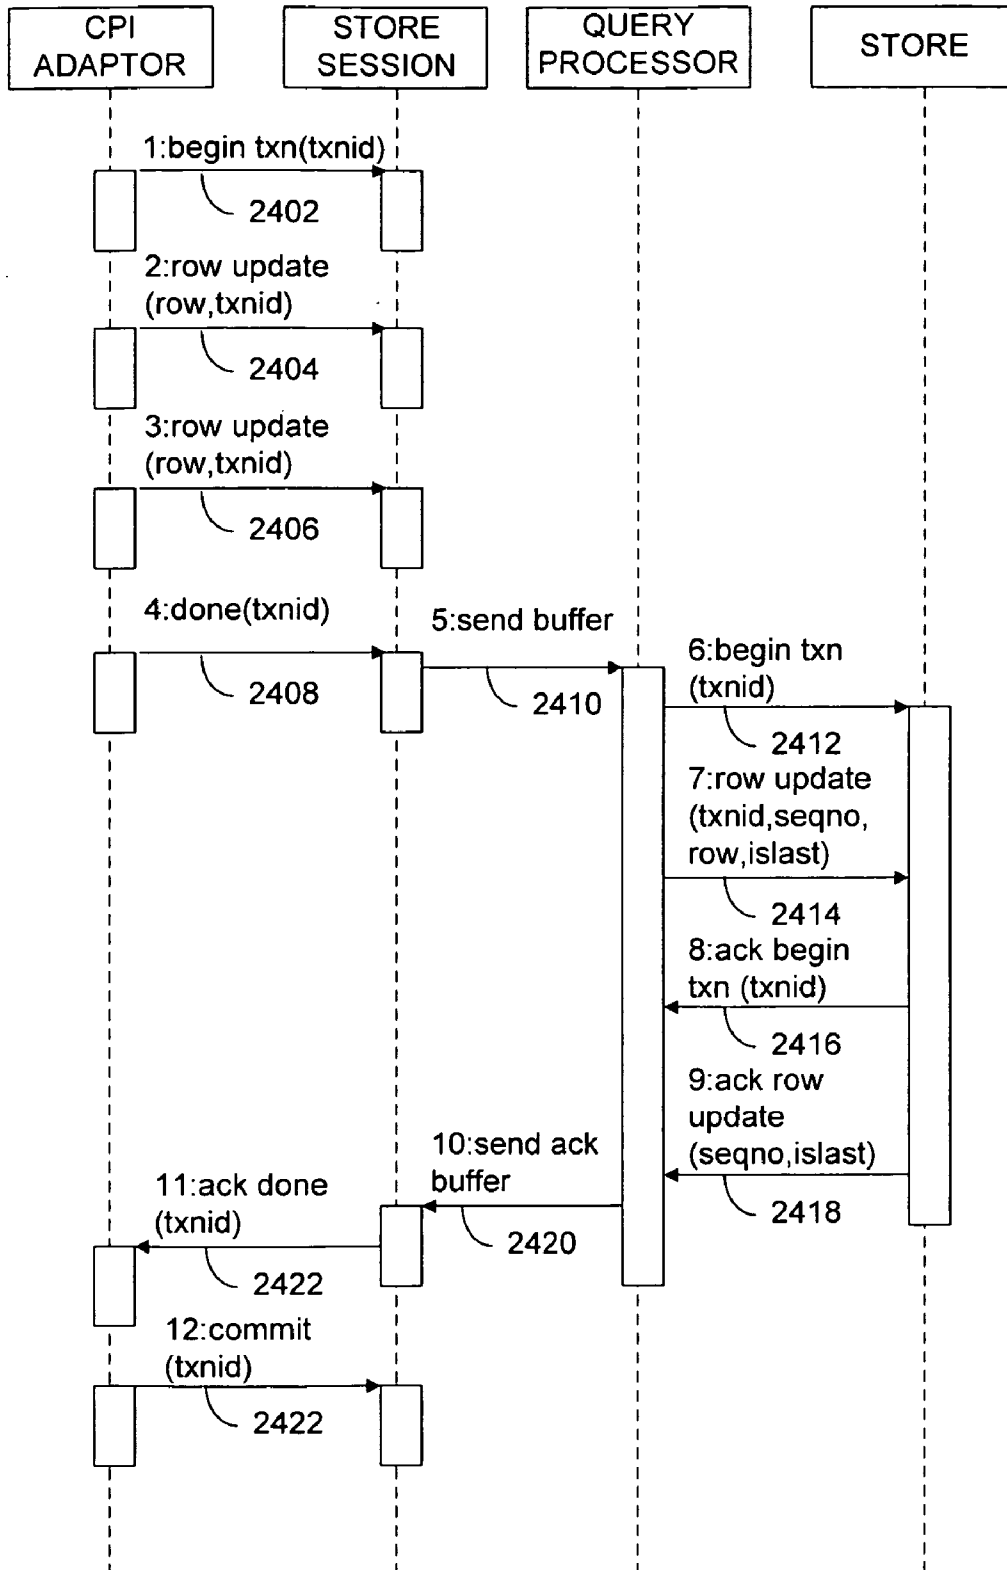 CPI
ADAPTOR
STORE
SESSION
QUERY
PROCESSOR
STORE
1:begin txn(txnid)
2402
2:row update
(row,txnid)
2404
3:row update
(row,txnid)
2406
4:done(txnid)
2408
5:send buffer
2410
6:begin txn
(txnid)
2412
7:row update
(txnid,seqno,
row,islast)
2414
8:ack begin
txn (txnid)
2416
9:ack row
update
(seqno,islast)
2418
10:send ack
buffer
2420
11:ack done
(txnid)
2422
12:commit
(txnid)
2422